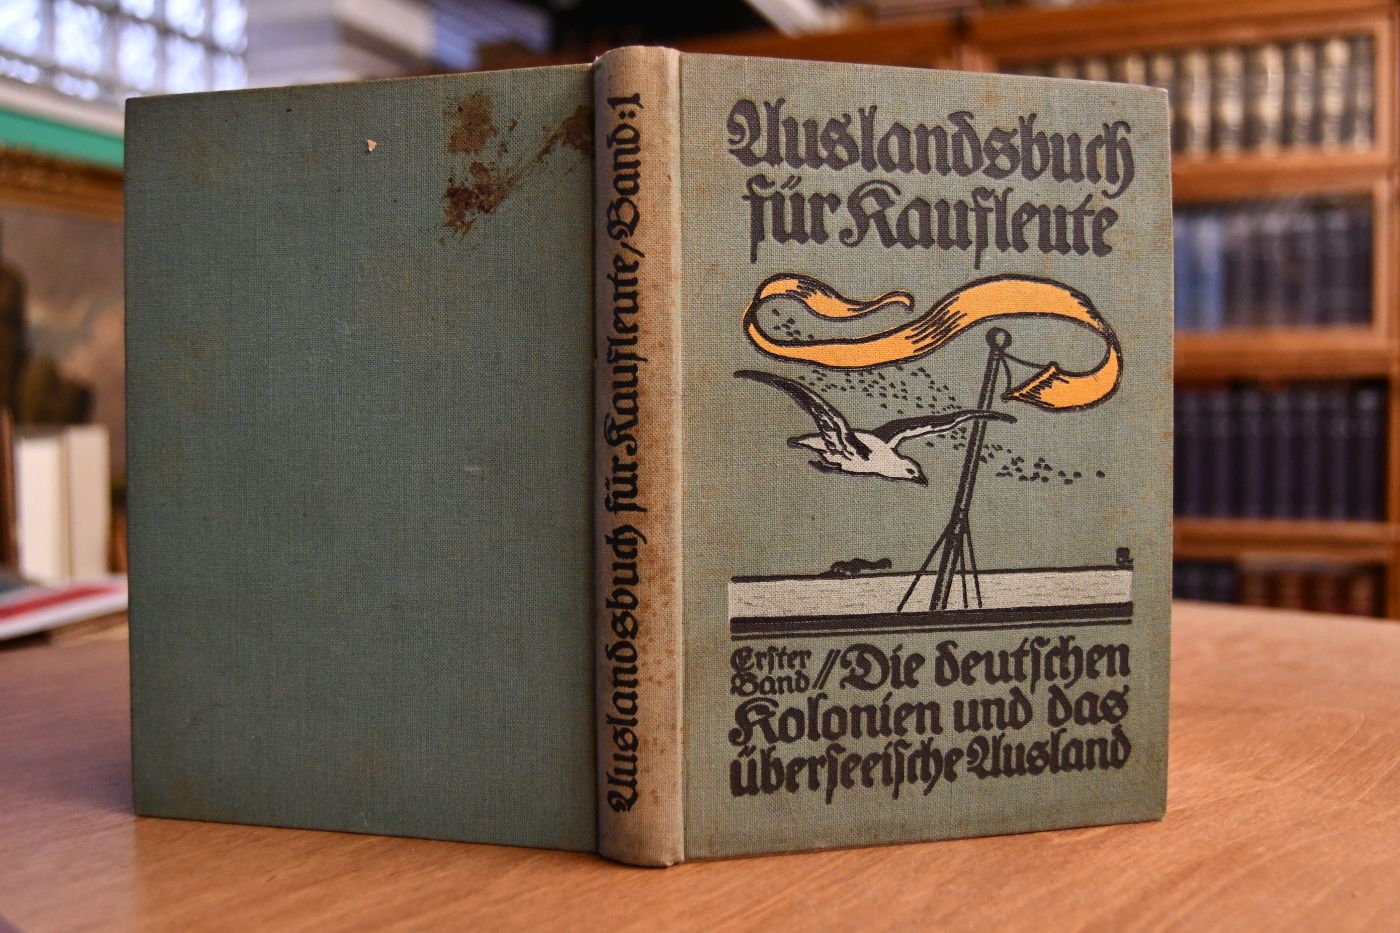 Auslandsbuch für Kaufleute / Band: 1
Auslandsbuch
für Kaufleute
Erster
Band // Die deutschen
Kolonien und das
überseeische Ausland